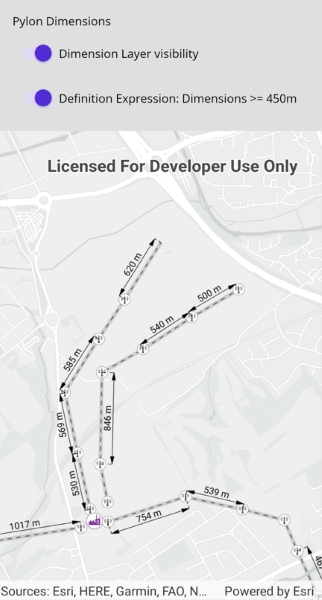 Pylon Dimensions
Dimension Layer visibility
Definition Expression: Dimensions >= 450m
Licensed For Developer Use Only
620 m
500 m
540 m
585 m
846 m
569 m
530 m
539 m
754 m
1017 m
Sources: Esri, HERE, Garmin, FAO, N... Powered by Esri